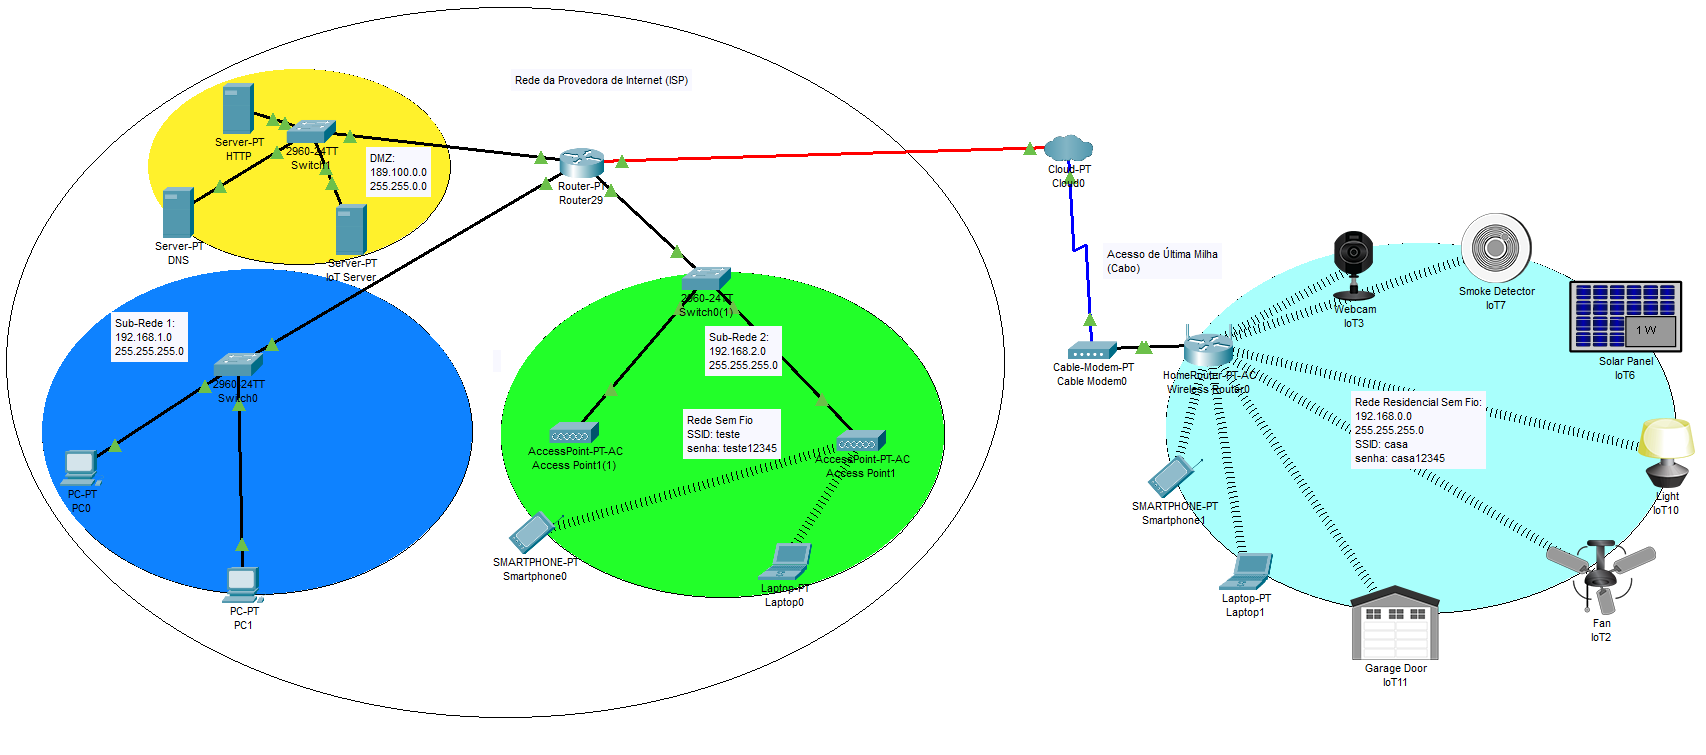 Rede da Provedora de Internet (ISP)
Server-PT
HTTP
2960-24TT
Switch1
DMZ:
189.100.0.0
255.255.0.0
Server-PT
DNS
Server-PT
IoT Server
Router-PT
Router29
Cloud-PT
Cloud0
Acesso de Última Milha
(Cabo)
Cable-Modem-PT
Cable Modem0
Sub-Rede 1:
192.168.1.0
255.255.255.0
2960-24TT
Switch0
PC-PT
PC0
PC-PT
PC1
2960-24TT
Switch0(1)
Sub-Rede 2:
192.168.2.0
255.255.255.0
Rede Sem Fio
SSID: teste
senha: teste12345
AccessPoint-PT-AC
Access Point1(1)
AccessPoint-PT-AC
Access Point1
SMARTPHONE-PT
Smartphone0
Laptop-PT
Laptop0
HomeRouter-PT-AC
Wireless Router0
Webcam
IoT3
Smoke Detector
IoT7
1 W
Solar Panel
IoT6
Rede Residencial Sem Fio:
192.168.0.0
255.255.255.0
SSID: casa
senha: casa12345
Light
IoT10
SMARTPHONE-PT
Smartphone1
Laptop-PT
Laptop1
Garage Door
IoT11
Fan
IoT2